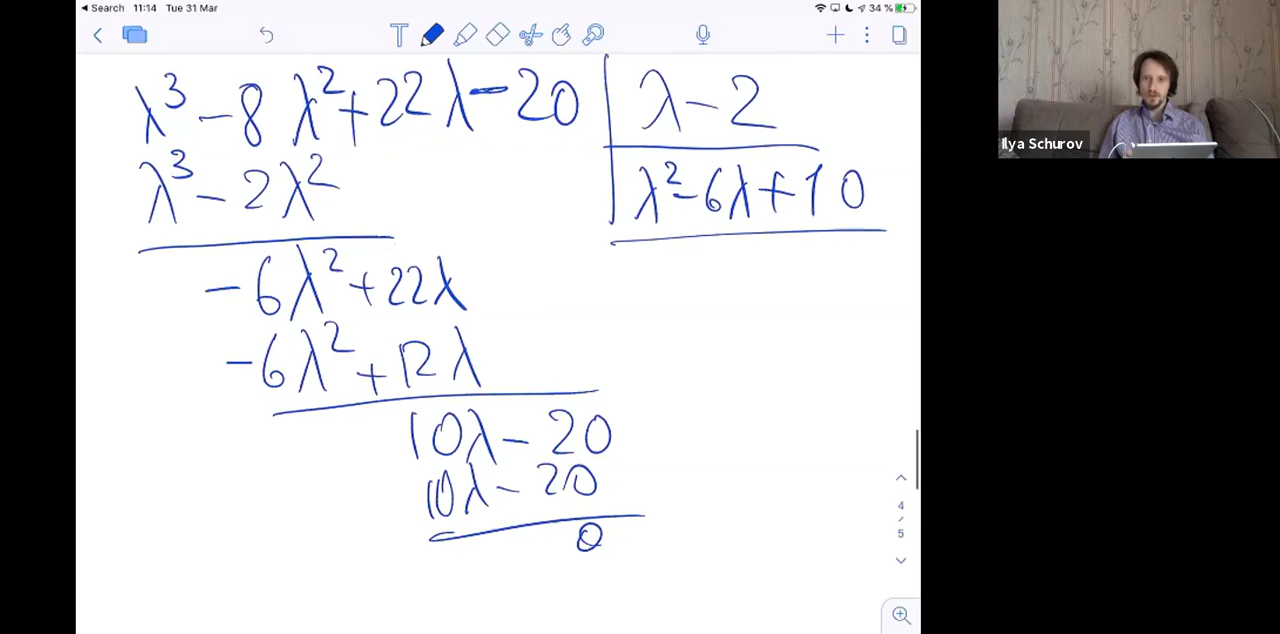 Search 11:14 Tue 31 Mar 34 %
λ³ − 8λ² + 22λ − 20 λ − 2
λ³ − 2λ² λ² − 6λ + 10
− 6λ² + 22λ
− 6λ² + 12λ
10λ − 20
10λ − 20
0
Ilya Schurov
4
/
5